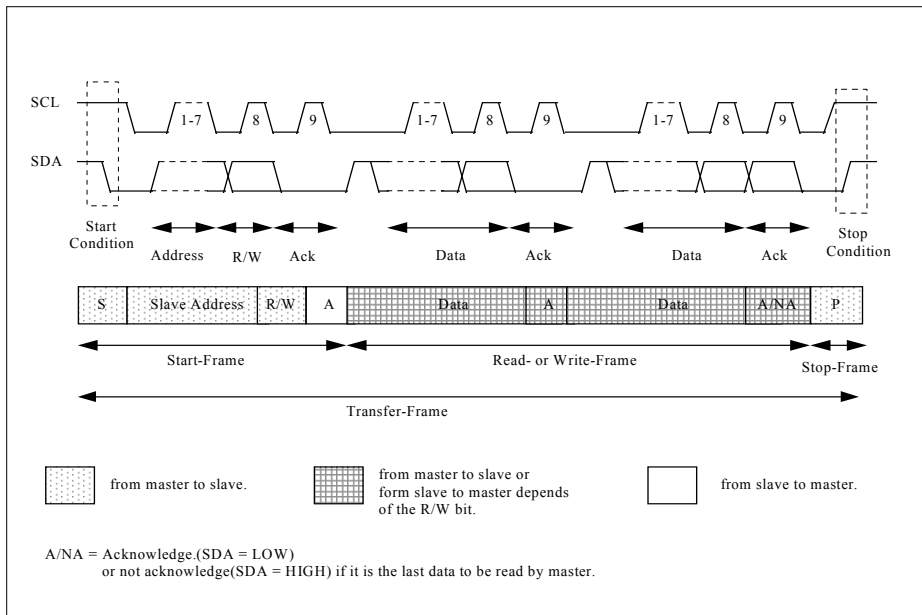 SCL
1-7 8 9 1-7 8 9 1-7 8 9
SDA
Start
Condition
Address R/W Ack Data Ack Data Ack
Stop
Condition
S Slave Address R/W A Data A Data A/NA P
Start-Frame Read- or Write-Frame Stop-Frame
Transfer-Frame
from master to slave.
from master to slave or
form slave to master depends
of the R/W bit.
from slave to master.
A/NA = Acknowledge.(SDA = LOW)
or not acknowledge(SDA = HIGH) if it is the last data to be read by master.